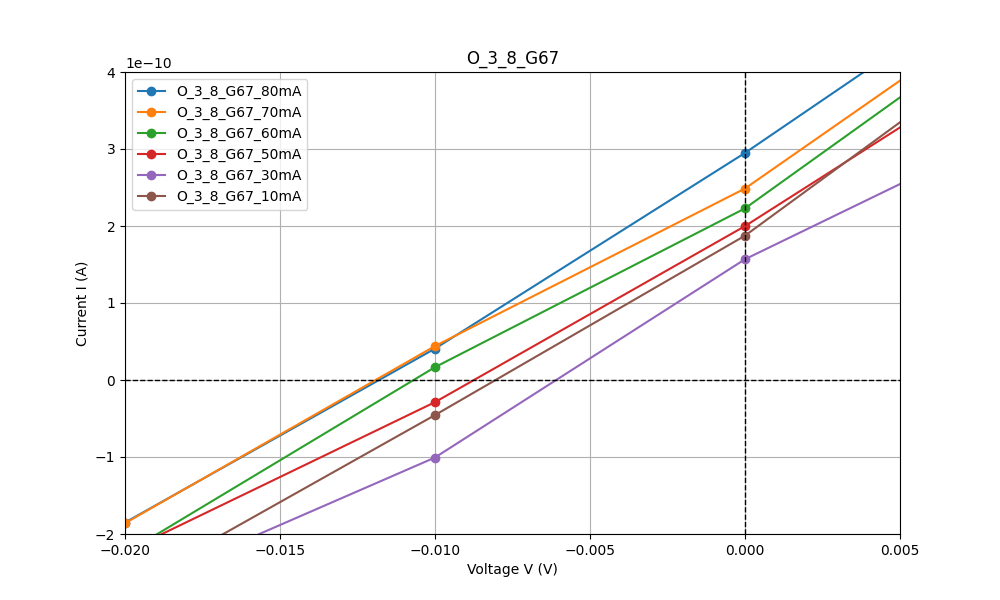 O_3_8_G67
1e−10
4
3
2
1
0
−1
−2
O_3_8_G67_80mA
O_3_8_G67_70mA
O_3_8_G67_60mA
O_3_8_G67_50mA
O_3_8_G67_30mA
O_3_8_G67_10mA
Current I (A)
−0.020 −0.015 −0.010 −0.005 0.000 0.005
Voltage V (V)